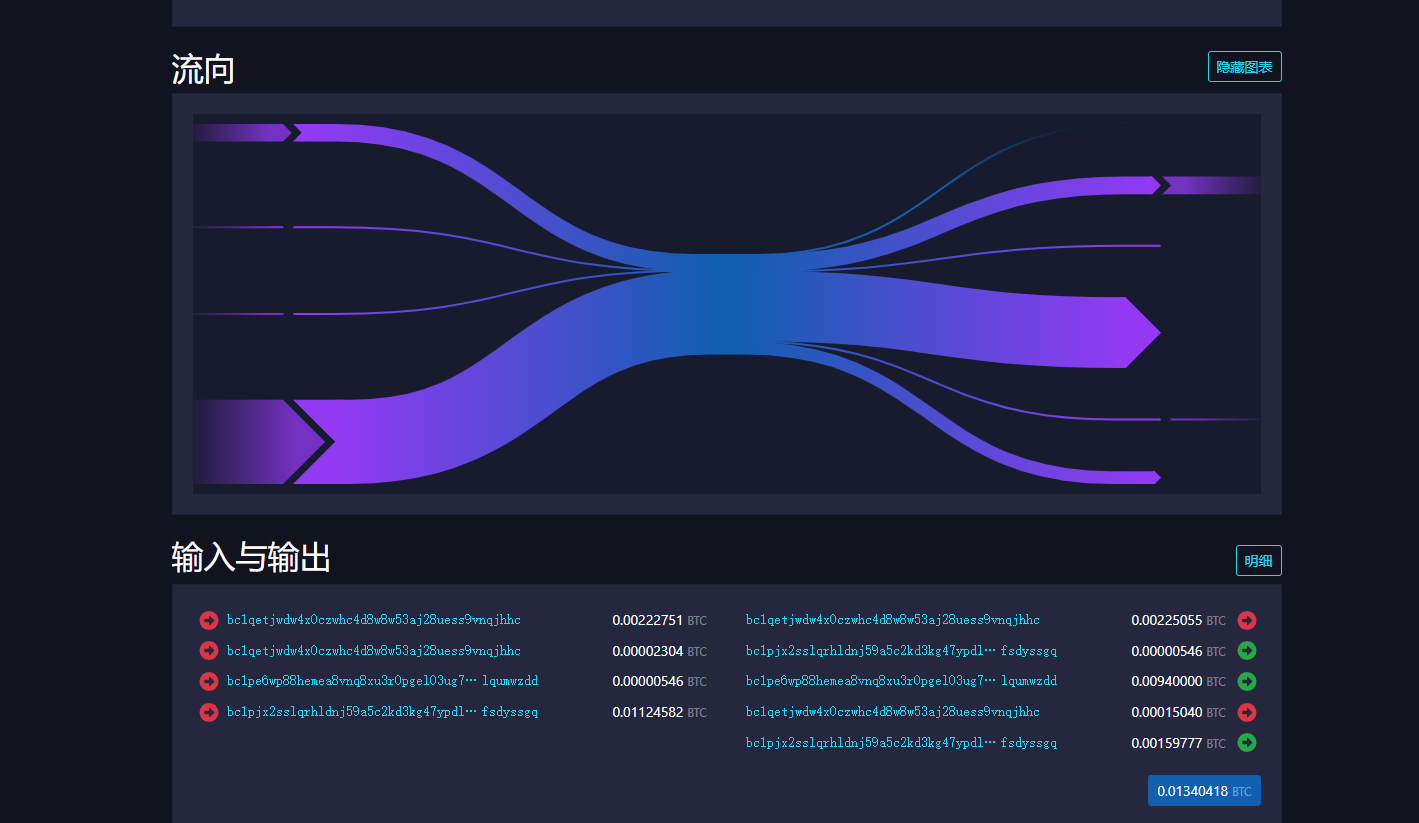 流向
隐藏图表
输入与输出
明细
bc1qetjwdw4x0czwhc4d8w8w53aj28uess9vnqjhhc 0.00222751 BTC
bc1qetjwdw4x0czwhc4d8w8w53aj28uess9vnqjhhc 0.00002304 BTC
bc1pe6wp88hemea8vnq8xu3r0pgel03ug7… lqumwzdd 0.00000546 BTC
bc1pjx2sslqrhldnj59a5c2kd3kg47ypdl… fsdyssgq 0.01124582 BTC
bc1qetjwdw4x0czwhc4d8w8w53aj28uess9vnqjhhc 0.00225055 BTC
bc1pjx2sslqrhldnj59a5c2kd3kg47ypdl… fsdyssgq 0.00000546 BTC
bc1pe6wp88hemea8vnq8xu3r0pgel03ug7… lqumwzdd 0.00940000 BTC
bc1qetjwdw4x0czwhc4d8w8w53aj28uess9vnqjhhc 0.00015040 BTC
bc1pjx2sslqrhldnj59a5c2kd3kg47ypdl… fsdyssgq 0.00159777 BTC
0.01340418 BTC